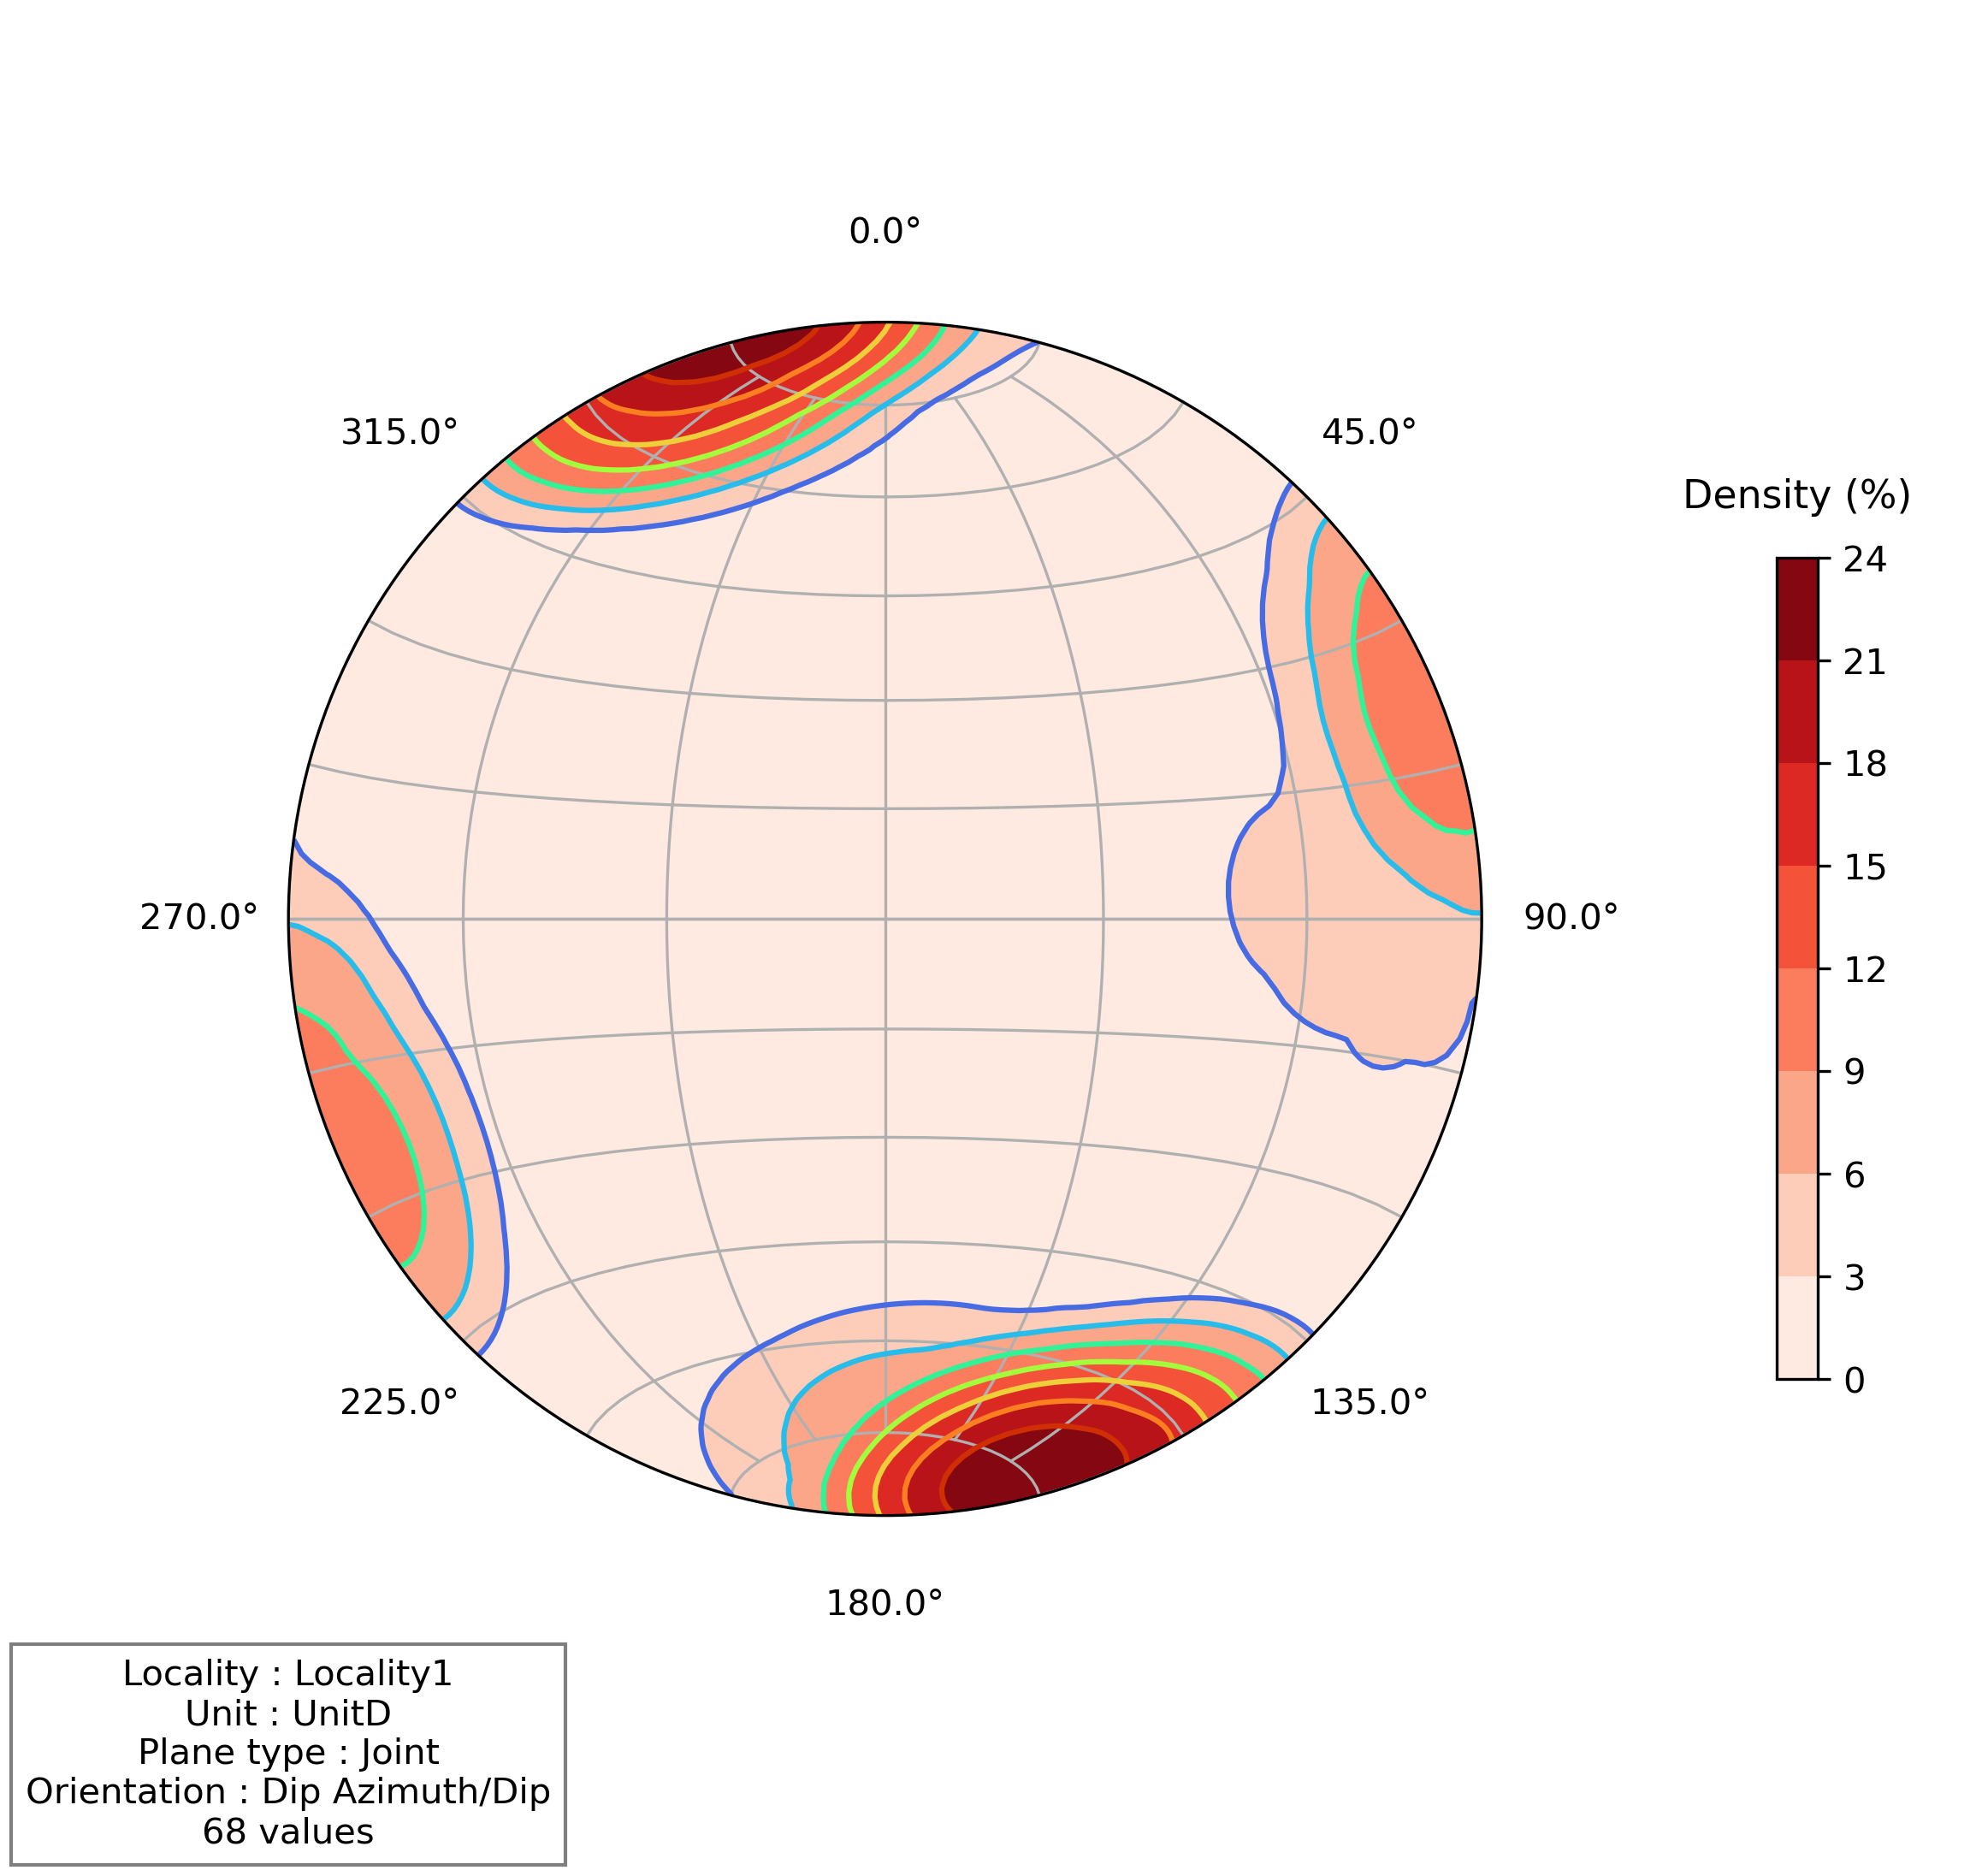 0.0°
315.0°
45.0°
Density (%)
24
21
18
270.0°
90.0°
15
12
9
6
3
0
225.0°
135.0°
180.0°
Locality : Locality1
Unit : UnitD
Plane type : Joint
Orientation : Dip Azimuth/Dip
68 values